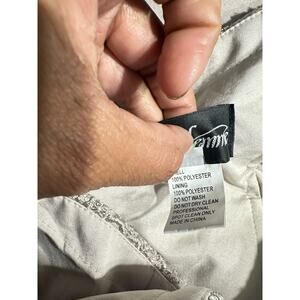 100% POLYESTER
LINING
100% POLYESTER
DO NOT WASH
DO NOT DRY CLEAN
PROFESSIONAL
SPOT CLEAN ONLY
MADE IN CHINA